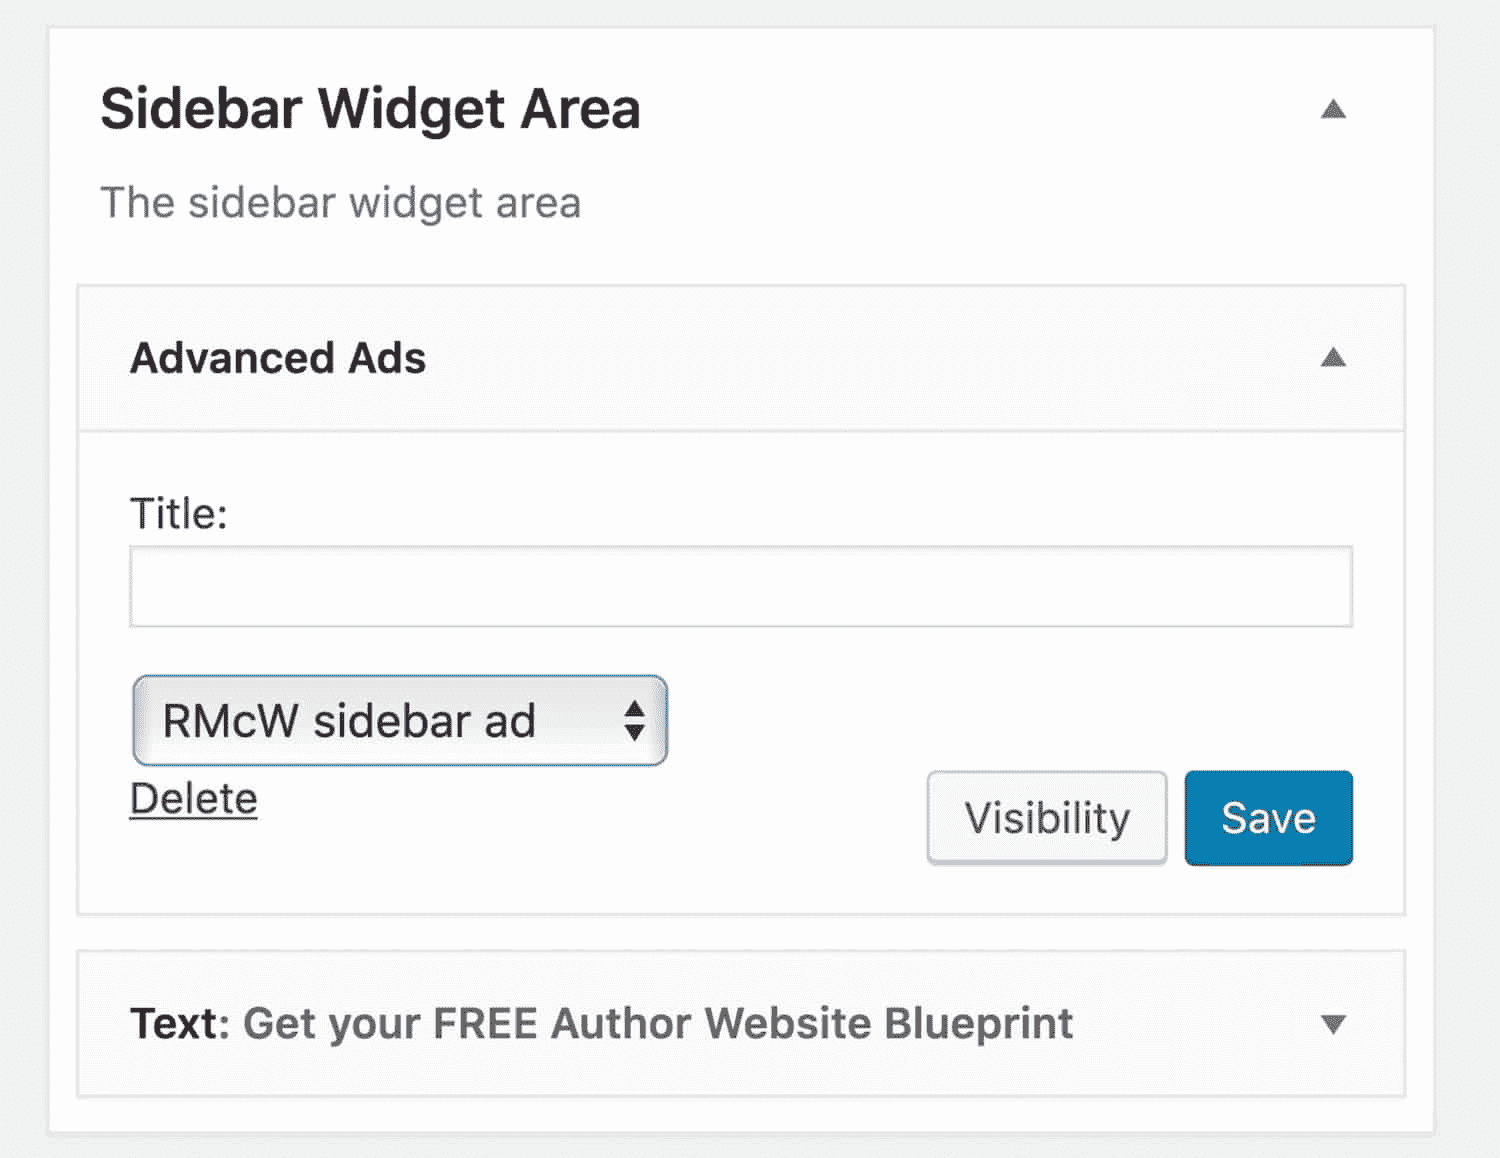 Sidebar Widget Area
The sidebar widget area
Advanced Ads
Title:
RMcW sidebar ad
Delete
Visibility
Save
Text: Get your FREE Author Website Blueprint